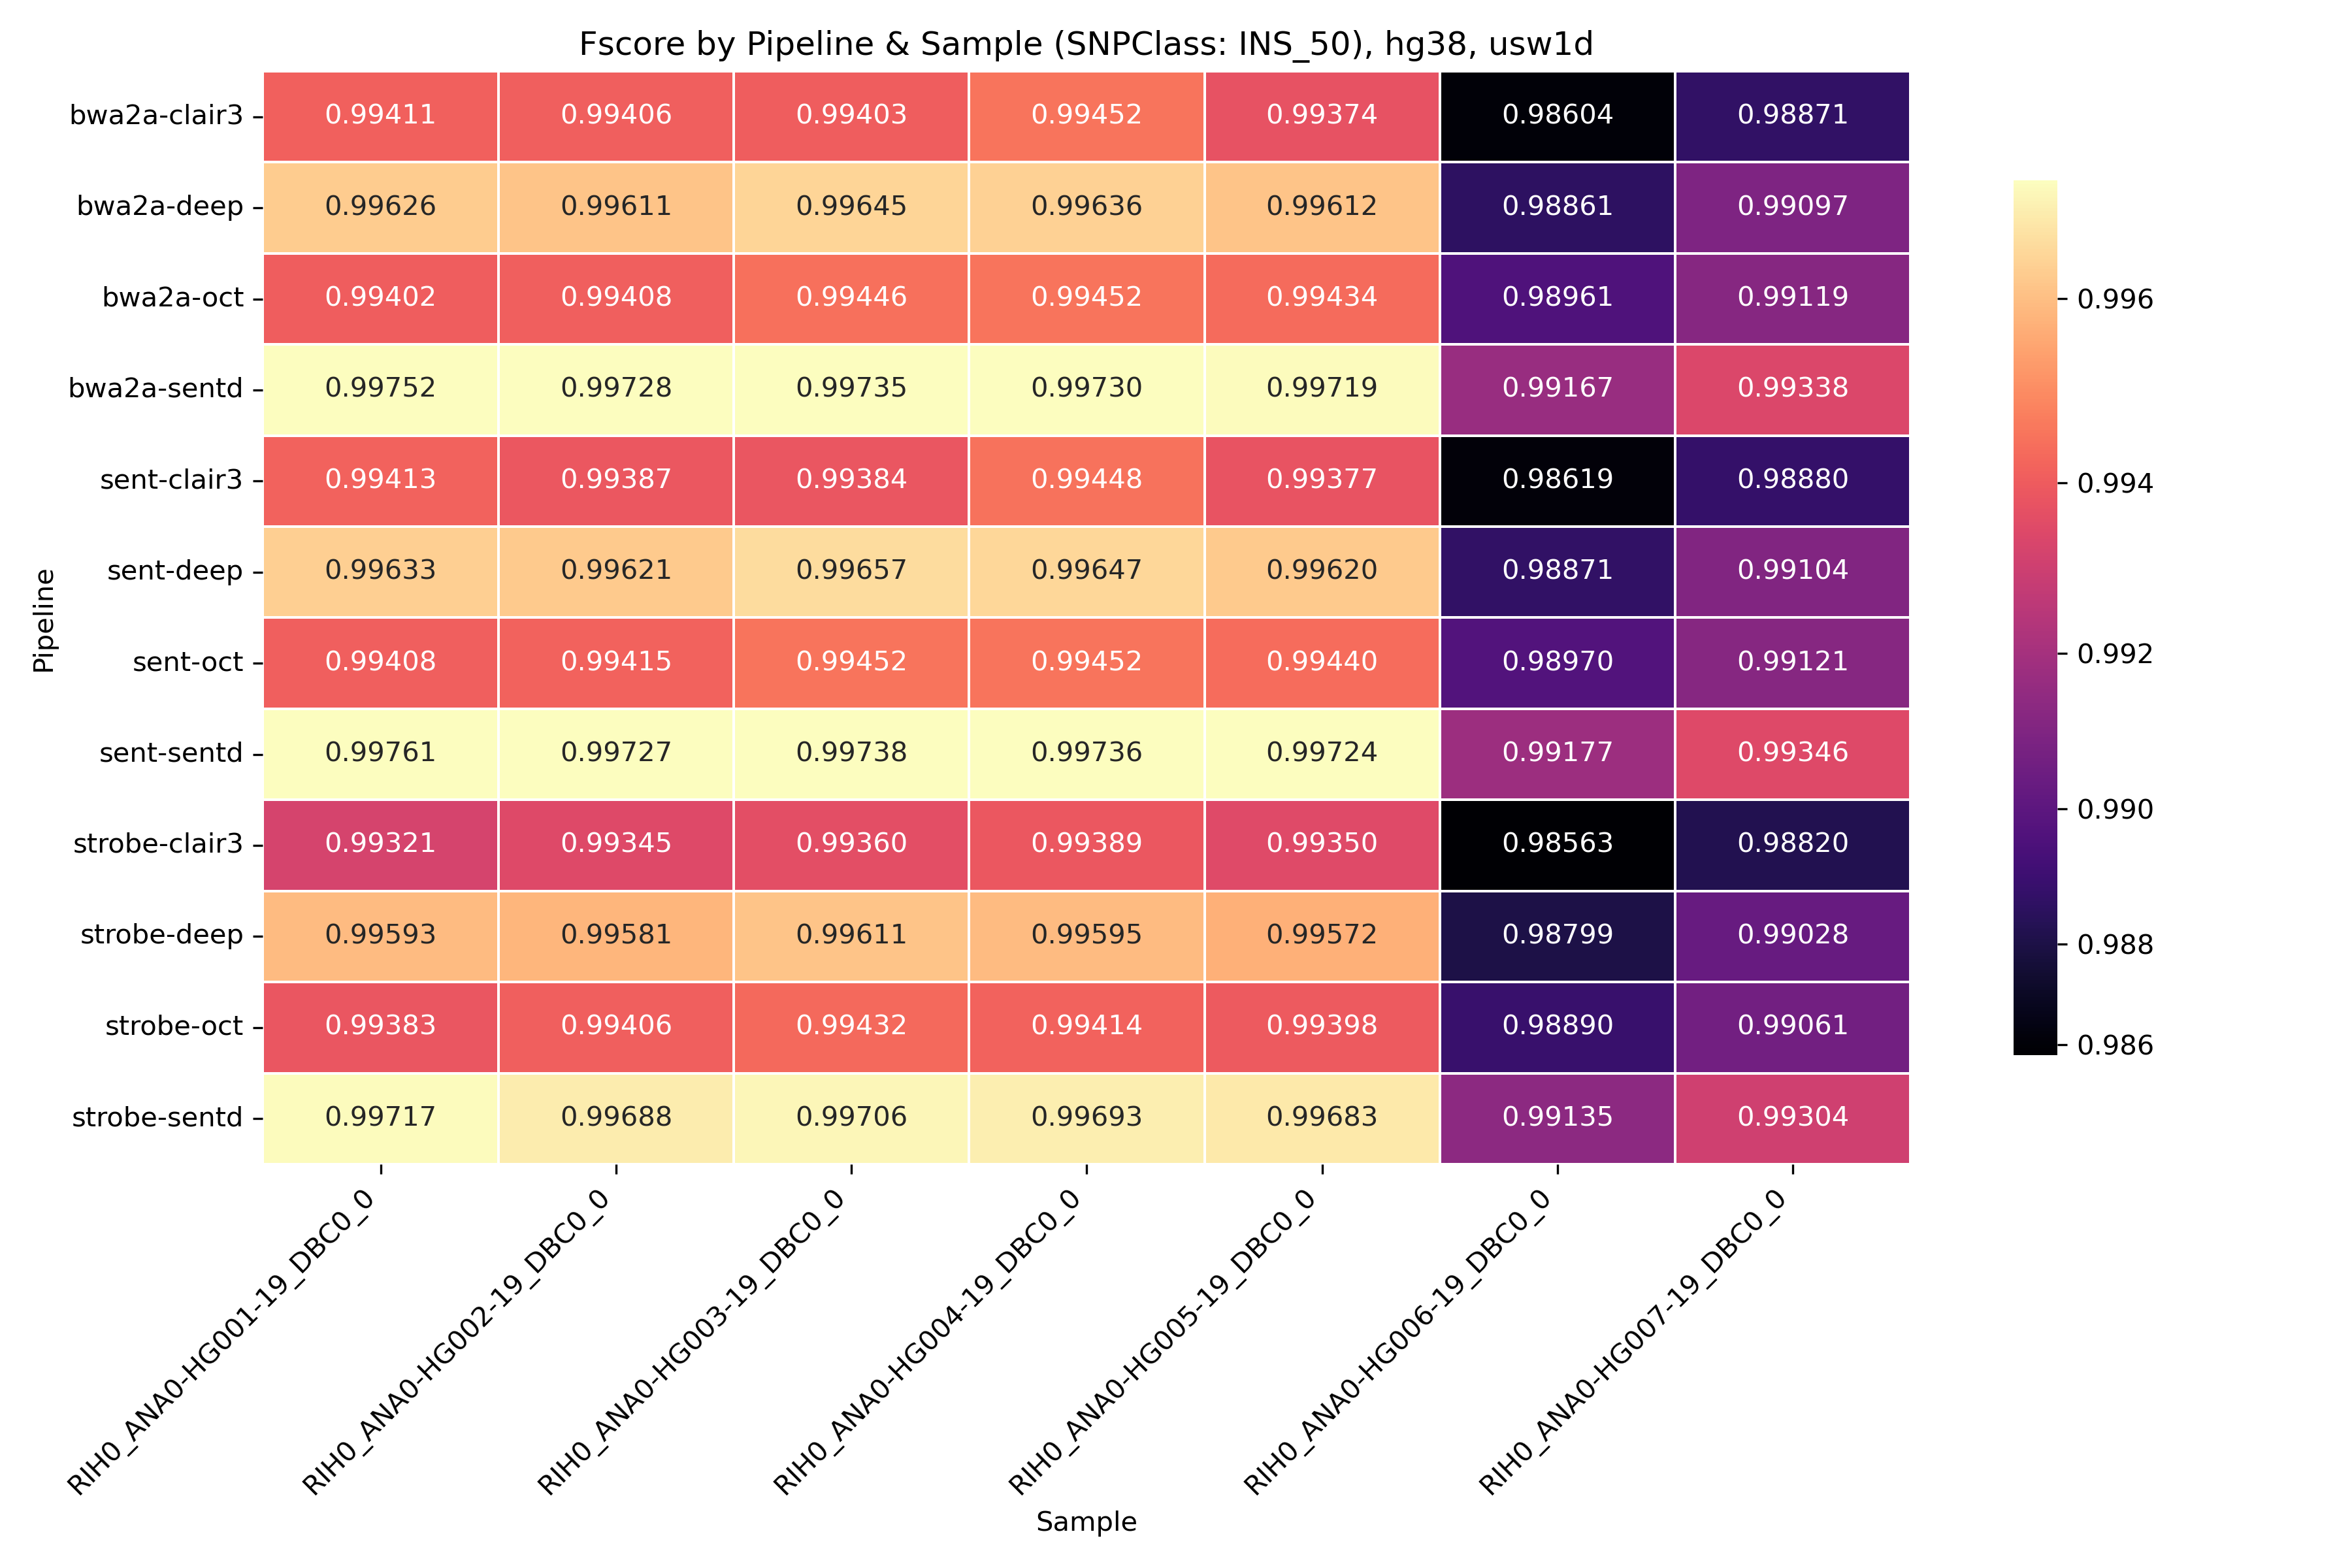 Fscore by Pipeline & Sample (SNPClass: INS_50), hg38, usw1d
Pipeline
bwa2a-clair3 0.99411 0.99406 0.99403 0.99452 0.99374 0.98604 0.98871
bwa2a-deep 0.99626 0.99611 0.99645 0.99636 0.99612 0.98861 0.99097
bwa2a-oct 0.99402 0.99408 0.99446 0.99452 0.99434 0.98961 0.99119
bwa2a-sentd 0.99752 0.99728 0.99735 0.99730 0.99719 0.99167 0.99338
sent-clair3 0.99413 0.99387 0.99384 0.99448 0.99377 0.98619 0.98880
sent-deep 0.99633 0.99621 0.99657 0.99647 0.99620 0.98871 0.99104
sent-oct 0.99408 0.99415 0.99452 0.99452 0.99440 0.98970 0.99121
sent-sentd 0.99761 0.99727 0.99738 0.99736 0.99724 0.99177 0.99346
strobe-clair3 0.99321 0.99345 0.99360 0.99389 0.99350 0.98563 0.98820
strobe-deep 0.99593 0.99581 0.99611 0.99595 0.99572 0.98799 0.99028
strobe-oct 0.99383 0.99406 0.99432 0.99414 0.99398 0.98890 0.99061
strobe-sentd 0.99717 0.99688 0.99706 0.99693 0.99683 0.99135 0.99304
RIH0_ANA0-HG001-19_DBC0_0
RIH0_ANA0-HG002-19_DBC0_0
RIH0_ANA0-HG003-19_DBC0_0
RIH0_ANA0-HG004-19_DBC0_0
RIH0_ANA0-HG005-19_DBC0_0
RIH0_ANA0-HG006-19_DBC0_0
RIH0_ANA0-HG007-19_DBC0_0
Sample
0.996
0.994
0.992
0.990
0.988
0.986